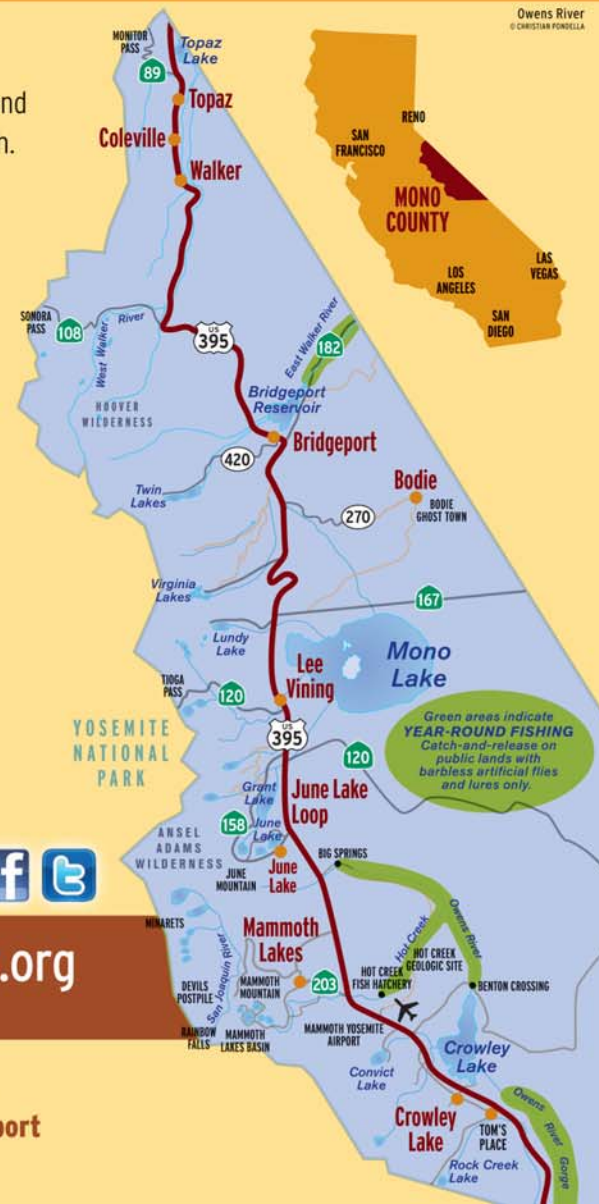 Owens River
© CHRISTIAN PONDELLA
MONITOR
PASS
Topaz
Lake
89
nd
Topaz
Coleville
n.
Walker
RENO
SAN
FRANCISCO
MONO
COUNTY
LAS
VEGAS
LOS
ANGELES
SAN
DIEGO
SONORA
PASS
108
West Walker
River
US
395
East Walker River
182
HOOVER
WILDERNESS
Bridgeport
Reservoir
Bridgeport
420
Twin
Lakes
Bodie
BODIE
GHOST TOWN
270
Virginia
Lakes
167
Lundy
Lake
Mono
Lake
Lee
Vining
TIOGA
PASS
120
US
395
YOSEMITE
NATIONAL
PARK
120
Green areas indicate
YEAR-ROUND FISHING
Catch-and-release on
public lands with
barbless artificial flies
and lures only.
Grant
Lake
June Lake
Loop
158
June
Lake
ANSEL
ADAMS
WILDERNESS
JUNE
MOUNTAIN
June
Lake
BIG SPRINGS
f
t
MINARETS
.org
San Joaquin River
Mammoth
Lakes
Hot Creek
Owens River
HOT CREEK
GEOLOGIC SITE
HOT CREEK
FISH HATCHERY
BENTON CROSSING
DEVILS
POSTPILE
MAMMOTH
MOUNTAIN
203
RAINBOW
FALLS
MAMMOTH
LAKES BASIN
MAMMOTH YOSEMITE
AIRPORT
Crowley
Lake
Convict
Lake
Crowley
Lake
TOM'S
PLACE
Owens
River
Gorge
port
Rock Creek
Lake